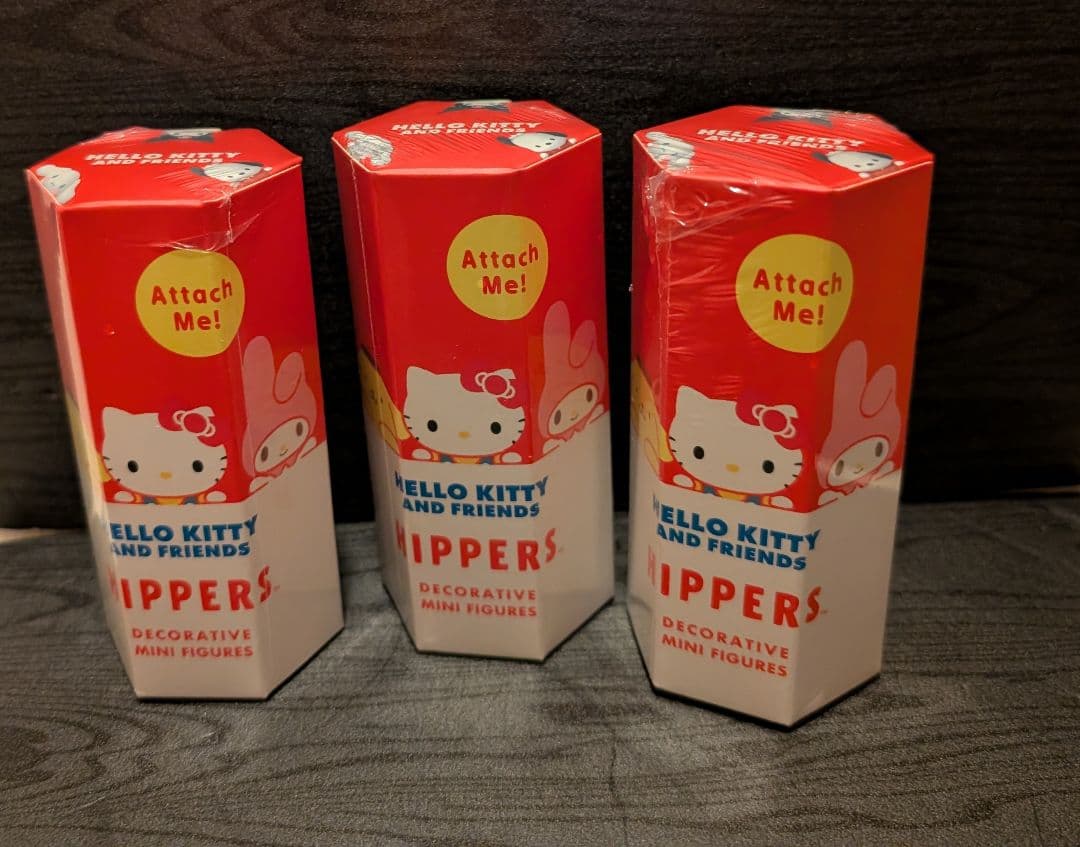 HELLO KITTY
AND FRIENDS
Attach
Me!
HELLO KITTY
AND FRIENDS
HIPPERS
DECORATIVE
MINI FIGURES
HELLO KITTY
AND FRIENDS
Attach
Me!
HELLO KITTY
AND FRIENDS
HIPPERS
DECORATIVE
MINI FIGURES
HELLO KITTY
AND FRIENDS
Attach
Me!
HELLO KITTY
AND FRIENDS
HIPPERS
DECORATIVE
MINI FIGURES